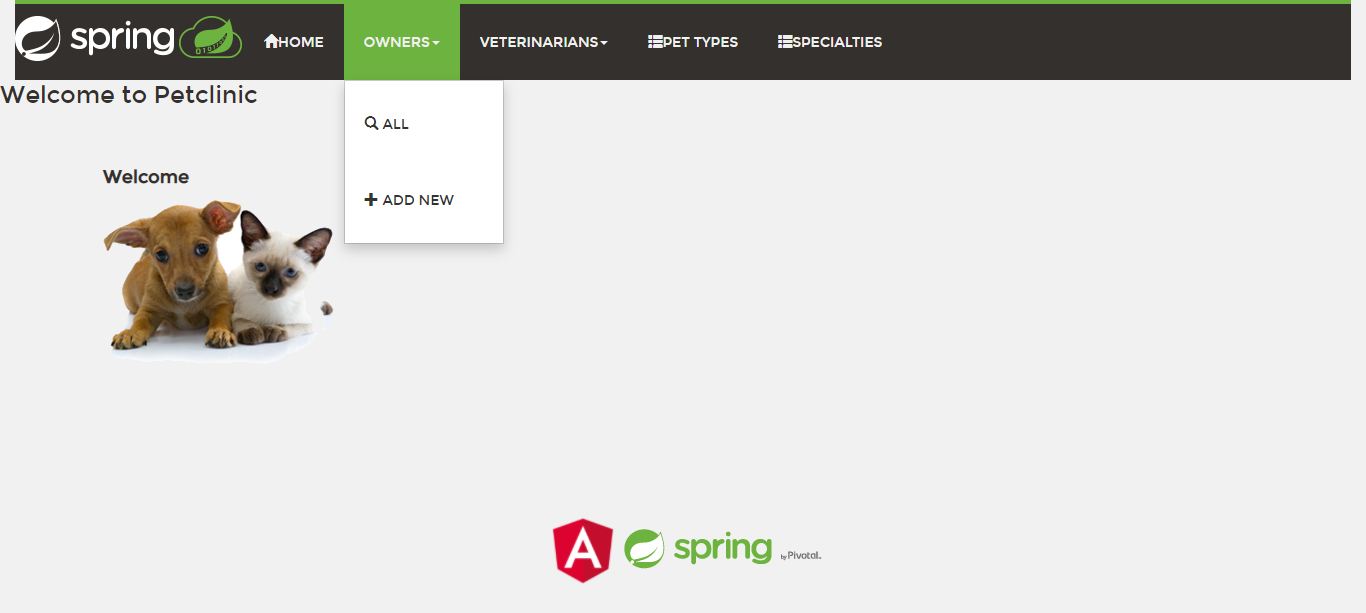 spring HOME OWNERS VETERINARIANS PET TYPES SPECIALTIES
Welcome to Petclinic
ALL
ADD NEW
Welcome
A spring by Pivotal.